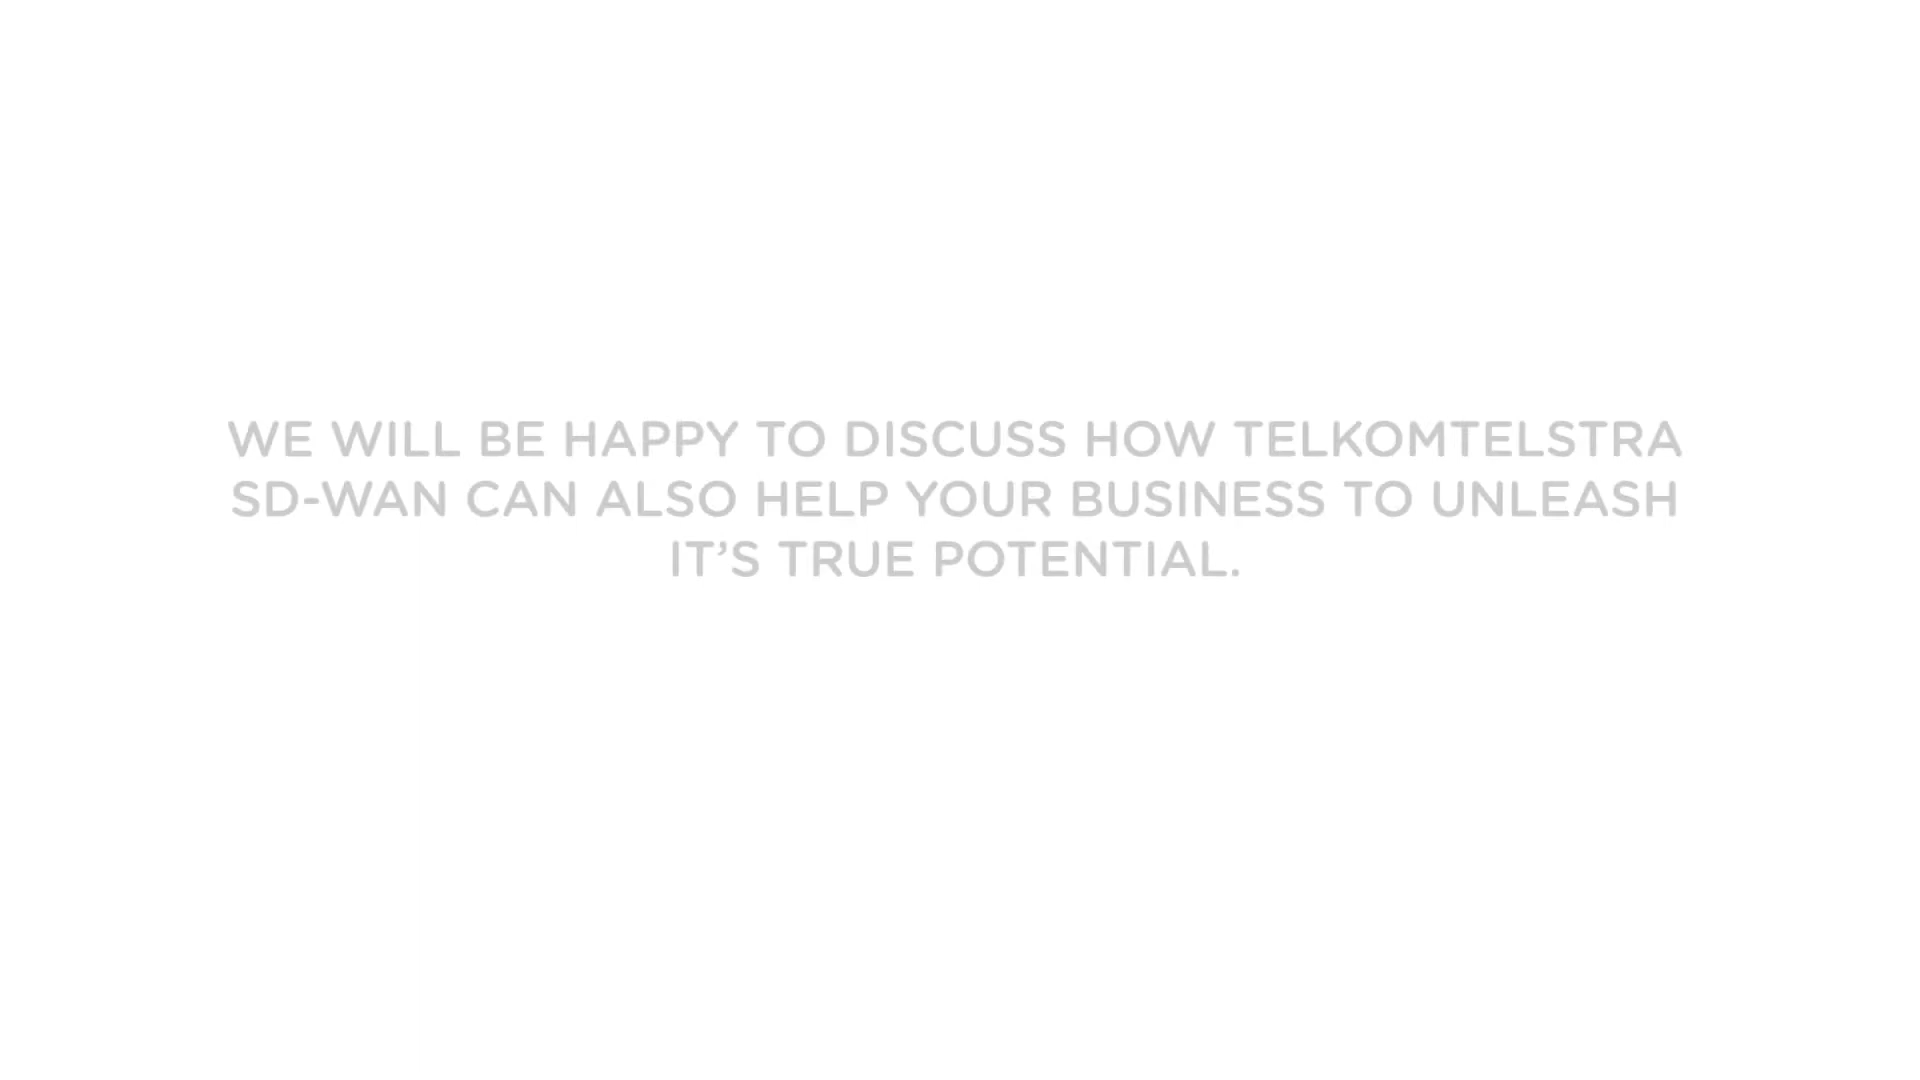 WE WILL BE HAPPY TO DISCUSS HOW TELKOMTELSTRA
SD-WAN CAN ALSO HELP YOUR BUSINESS TO UNLEASH
IT’S TRUE POTENTIAL.